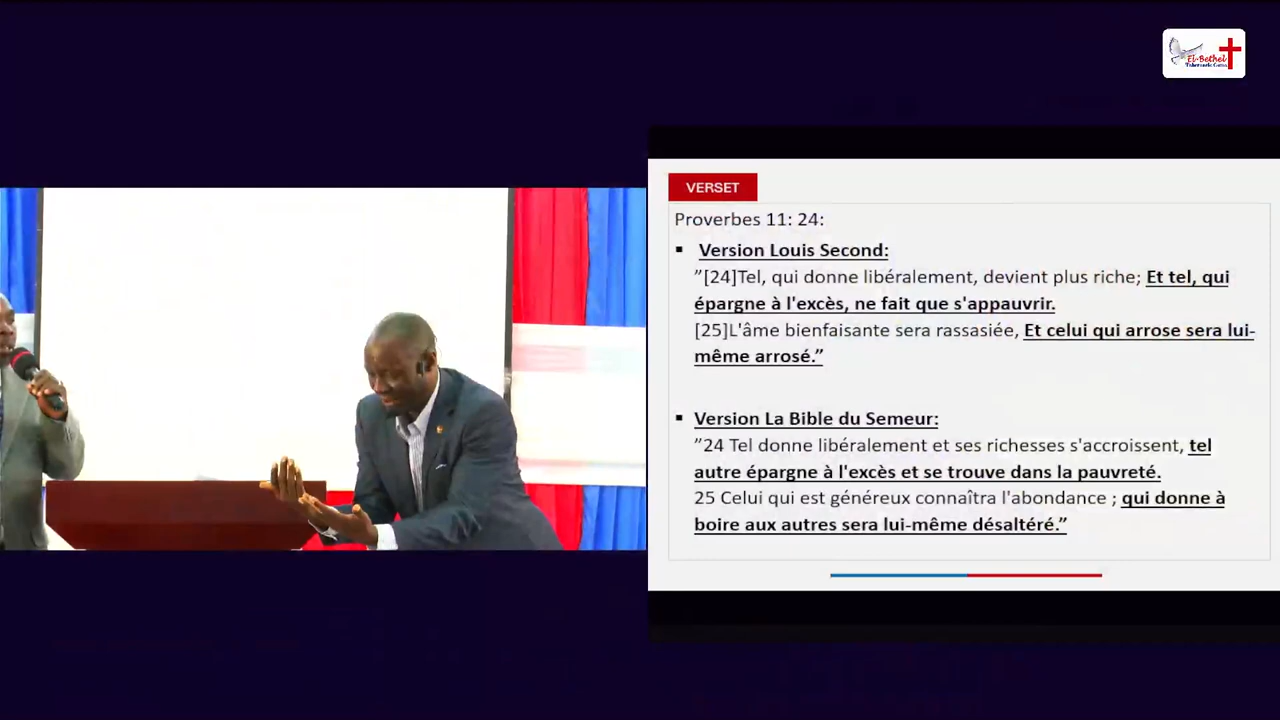 El-Bethel
VERSET
Proverbes 11: 24:
▪ Version Louis Second:
”[24]Tel, qui donne libéralement, devient plus riche; Et tel, qui
épargne à l'excès, ne fait que s'appauvrir.
[25]L'âme bienfaisante sera rassasiée, Et celui qui arrose sera lui-
même arrosé.”
▪ Version La Bible du Semeur:
”24 Tel donne libéralement et ses richesses s'accroissent, tel
autre épargne à l'excès et se trouve dans la pauvreté.
25 Celui qui est généreux connaîtra l'abondance ; qui donne à
boire aux autres sera lui-même désaltéré.”